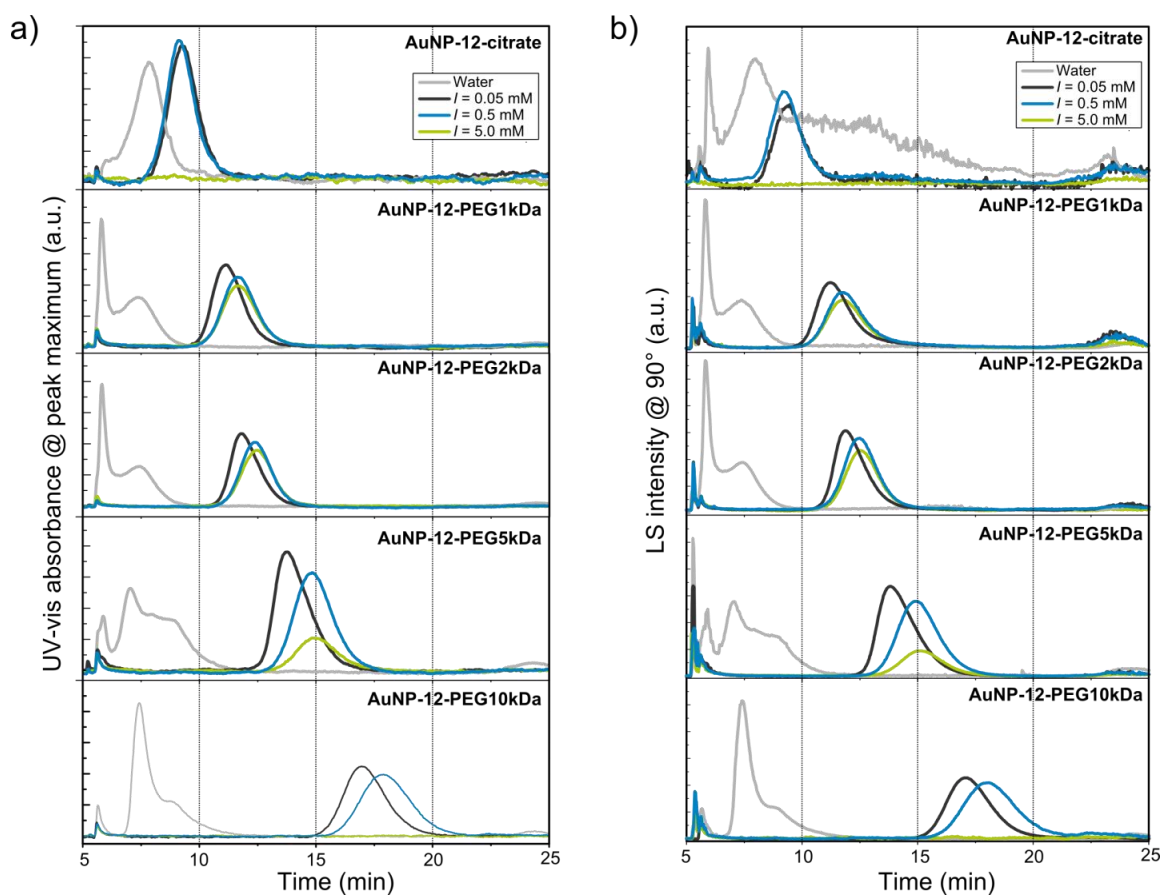 a)
UV-vis absorbance @ peak maximum (a.u.)
AuNP-12-citrate
Water
I = 0.05 mM
I = 0.5 mM
I = 5.0 mM
AuNP-12-PEG1kDa
AuNP-12-PEG2kDa
AuNP-12-PEG5kDa
AuNP-12-PEG10kDa
5 10 15 20 25
Time (min)
b)
LS intensity @ 90° (a.u.)
AuNP-12-citrate
Water
I = 0.05 mM
I = 0.5 mM
I = 5.0 mM
AuNP-12-PEG1kDa
AuNP-12-PEG2kDa
AuNP-12-PEG5kDa
AuNP-12-PEG10kDa
5 10 15 20 25
Time (min)